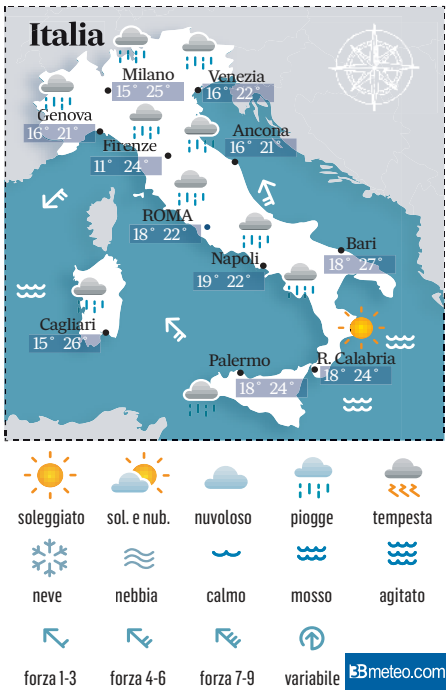 Italia
Milano
15° 25°
Venezia
16° 22°
Genova
16° 21°
Firenze
11° 24°
Ancona
16° 21°
ROMA
18° 22°
Napoli
19° 22°
Bari
18° 27°
Cagliari
15° 26°
Palermo
18° 24°
R. Calabria
18° 24°
soleggiato sol. e nub. nuvoloso piogge tempesta
neve nebbia calmo mosso agitato
forza 1-3 forza 4-6 forza 7-9 variabile
3Bmeteo.com